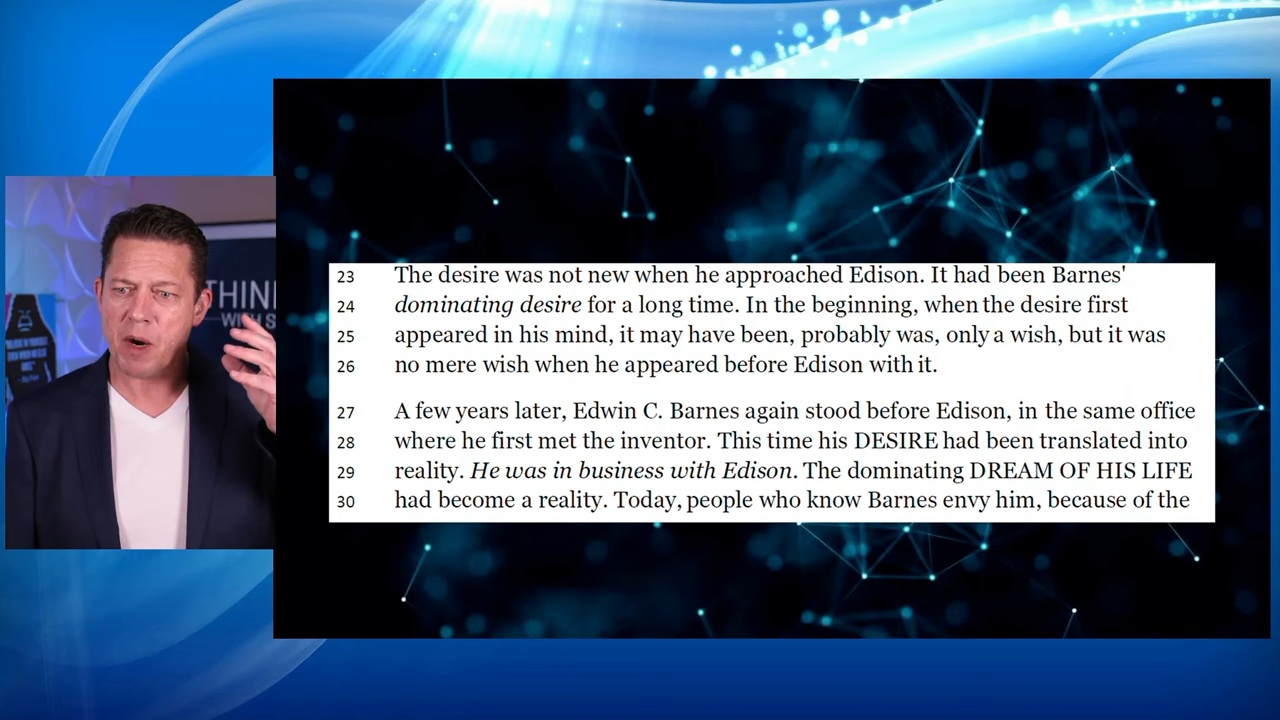 THIN
WITH S
23 The desire was not new when he approached Edison. It had been Barnes'
24 dominating desire for a long time. In the beginning, when the desire first
25 appeared in his mind, it may have been, probably was, only a wish, but it was
26 no mere wish when he appeared before Edison with it.
27 A few years later, Edwin C. Barnes again stood before Edison, in the same office
28 where he first met the inventor. This time his DESIRE had been translated into
29 reality. He was in business with Edison. The dominating DREAM OF HIS LIFE
30 had become a reality. Today, people who know Barnes envy him, because of the